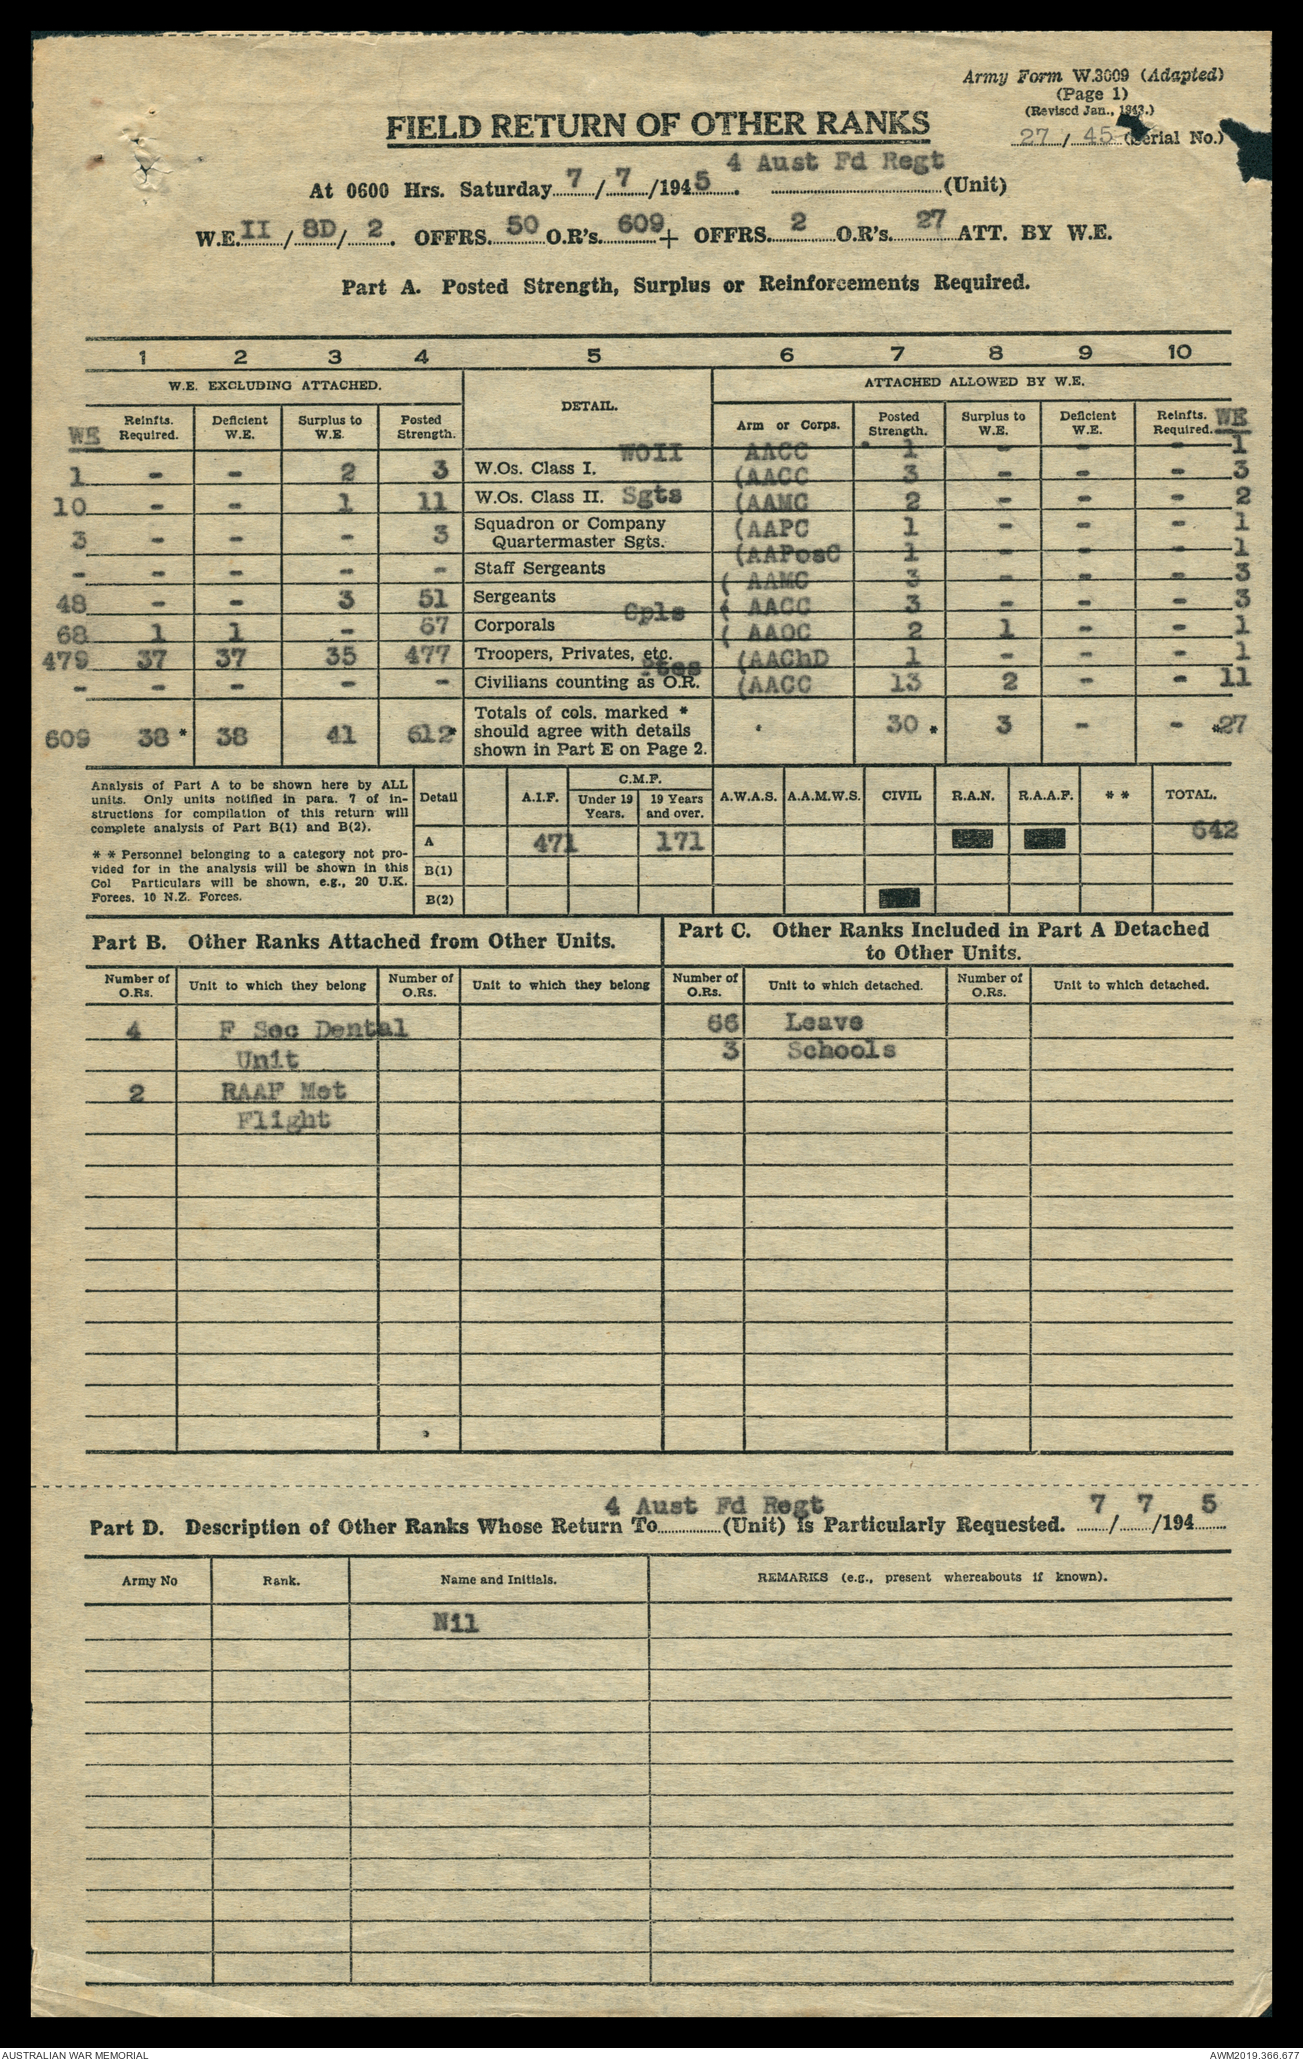 Army Form W.3009 (Adapted)
(Page 1)
(Revised Jan., 1943.)
27 / 45 (Serial No.)
FIELD RETURN OF OTHER RANKS
4 Aust Fd Regt
At 0600 Hrs. Saturday 7 / 7 /1945. (Unit)
W.E. II / 8D / 2 . OFFRS. 50 O.R's. 609 + OFFRS. 2 O.R's. 27 ATT. BY W.E.
Part A. Posted Strength, Surplus or Reinforcements Required.
1 2 3 4 5 6 7 8 9 10
W.E. EXCLUDING ATTACHED. DETAIL. ATTACHED ALLOWED BY W.E.
WE Reinfts. Required. Deficient W.E. Surplus to W.E. Posted Strength. Arm or Corps. Posted Strength. Surplus to W.E. Deficient W.E. Reinfts. Required. WE
WOII AACC 1 - - - 1
1 - - 2 3 W.Os. Class I. (AACC 3 - - - 3
10 - - 1 11 W.Os. Class II. Sgts (AAMC 2 - - - 2
3 - - - 3 Squadron or Company Quartermaster Sgts. (AAPC 1 - - - 1
(AAPosC 1 - - - 1
- - - - - Staff Sergeants ( AAMC 3 - - - 3
48 - - 3 51 Sergeants Cpls ( AACC 3 - - - 3
68 1 1 - 67 Corporals ( AAOC 2 1 - - 1
479 37 37 35 477 Troopers, Privates, etc. (AAChD 1 - - - 1
- - - - - Civilians counting as O.R. Ptes (AACC 13 2 - - 11
609 38 * 38 41 612* Totals of cols. marked * should agree with details shown in Part E on Page 2. 30 * 3 - - *27
Analysis of Part A to be shown here by ALL
units. Only units notified in para. 7 of in-
structions for compilation of this return will
complete analysis of Part B(1) and B(2).
* * Personnel belonging to a category not pro-
vided for in the analysis will be shown in this
Col Particulars will be shown, e.g., 20 U.K.
Forces, 10 N.Z. Forces.
Detail A.I.F. C.M.F. Under 19 Years. 19 Years and over. A.W.A.S. A.A.M.W.S. CIVIL R.A.N. R.A.A.F. * * TOTAL.
A 471 171 642
B(1)
B(2)
Part B. Other Ranks Attached from Other Units.
Part C. Other Ranks Included in Part A Detached
to Other Units.
Number of O.Rs. Unit to which they belong Number of O.Rs. Unit to which they belong Number of O.Rs. Unit to which detached. Number of O.Rs. Unit to which detached.
4 F Sec Dental 66 Leave
Unit 3 Schools
2 RAAF Met
Flight
4 Aust Fd Regt 7 7 5
Part D. Description of Other Ranks Whose Return To (Unit) is Particularly Requested. / /194
Army No Rank. Name and Initials. REMARKS (e.g., present whereabouts if known).
Nil
AUSTRALIAN WAR MEMORIAL AWM2019.366.677